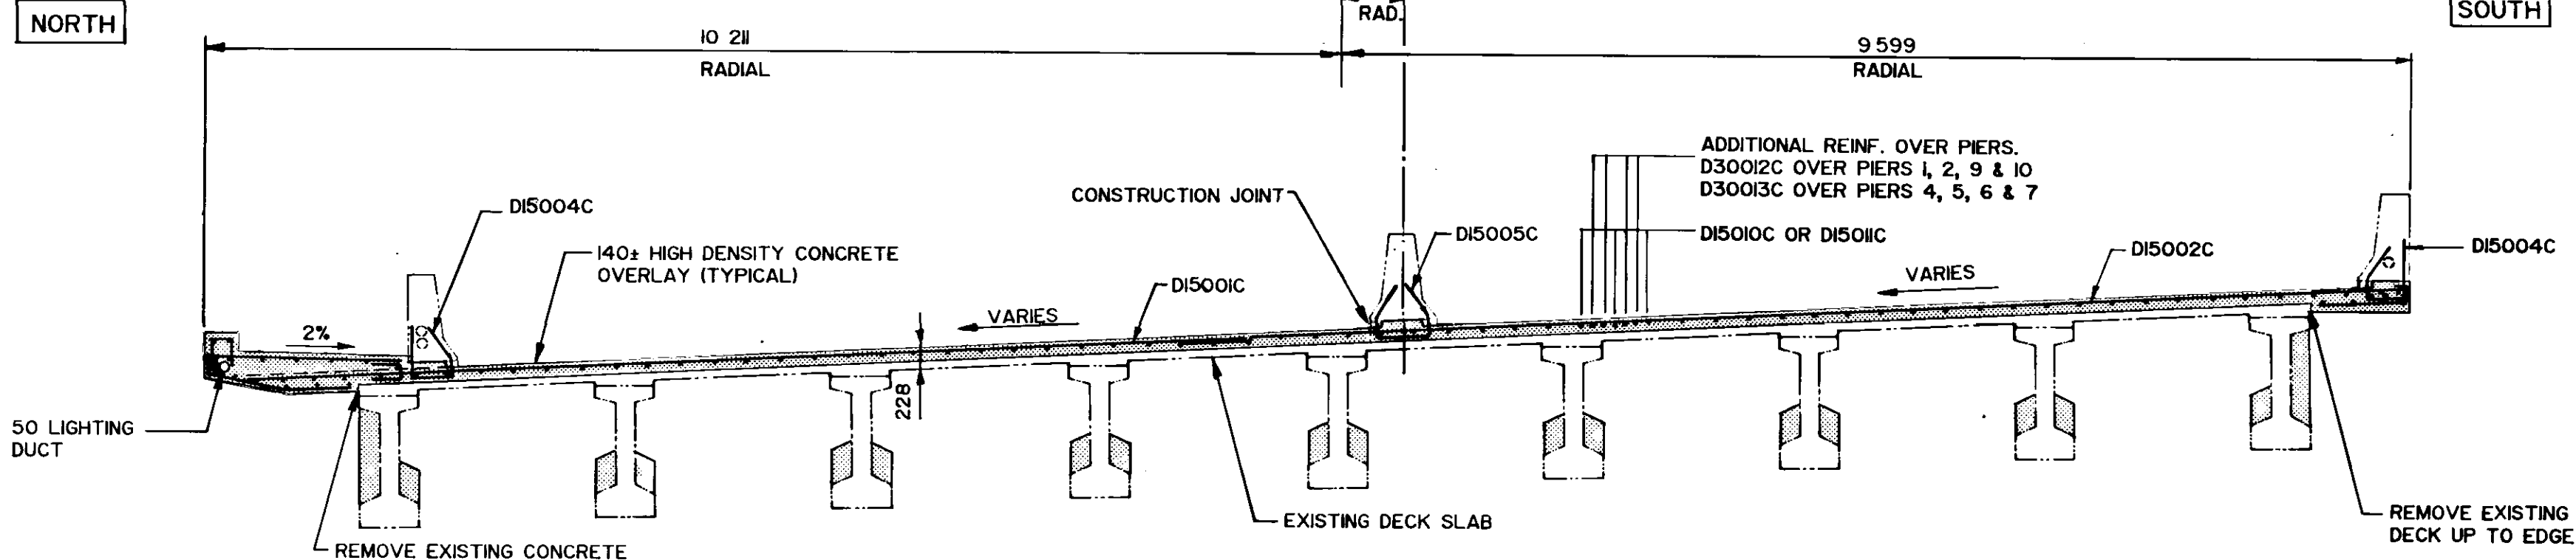 NORTH
RAD.
SOUTH
10 211
RADIAL
9 599
RADIAL
ADDITIONAL REINF. OVER PIERS.
D30012C OVER PIERS 1, 2, 9 & 10
D30013C OVER PIERS 4, 5, 6 & 7
CONSTRUCTION JOINT
D15004C
D15005C
D15010C OR D15011C
D15002C
D15004C
140± HIGH DENSITY CONCRETE
OVERLAY (TYPICAL)
D15001C
VARIES
VARIES
2%
228
50 LIGHTING
DUCT
EXISTING DECK SLAB
REMOVE EXISTING
DECK UP TO EDGE
REMOVE EXISTING CONCRETE